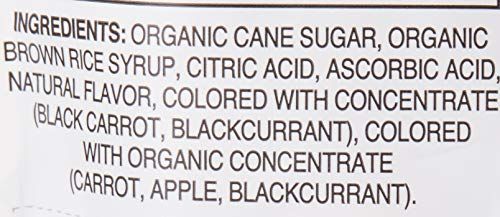 INGREDIENTS: ORGANIC CANE SUGAR, ORGANIC
BROWN RICE SYRUP, CITRIC ACID, ASCORBIC ACID,
NATURAL FLAVOR, COLORED WITH CONCENTRATE
(BLACK CARROT, BLACKCURRANT), COLORED
WITH ORGANIC CONCENTRATE
(CARROT, APPLE, BLACKCURRANT).